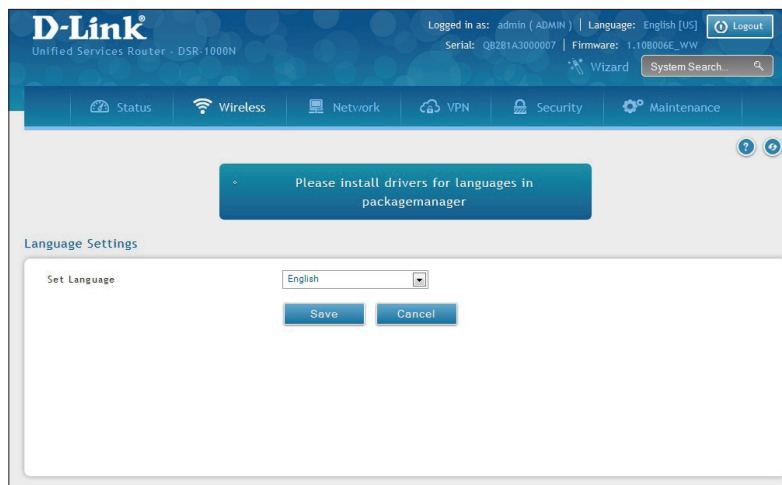 D-Link®
Unified Services Router - DSR-1000N
Logged in as: admin ( ADMIN ) | Language: English [US]
Logout
Serial: QB2B1A3000007 | Firmware: 1.10B006E_WW
Wizard
System Search...
Status
Wireless
Network
VPN
Security
Maintenance
?
Please install drivers for languages in
packagemanager
Language Settings
Set Language
English
Save
Cancel